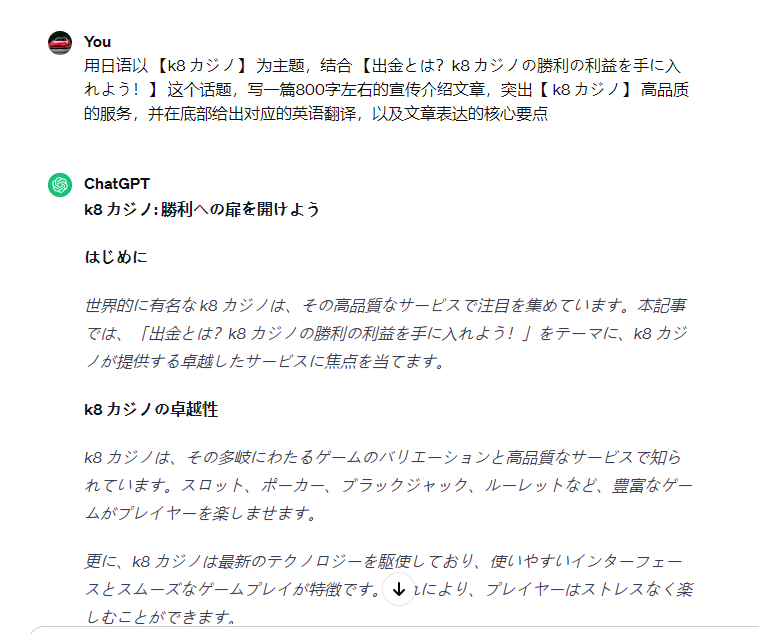 You
用日语以 【k8 カジノ】 为主题，结合 【出金とは？k8 カジノの勝利の利益を手に入
れよう！】 这个话题，写一篇800字左右的宣传介绍文章，突出【 k8 カジノ】 高品质
的服务，并在底部给出对应的英语翻译，以及文章表达的核心要点
ChatGPT
k8 カジノ: 勝利への扉を開けよう
はじめに
世界的に有名な k8 カジノは、その高品質なサービスで注目を集めています。本記事
では、「出金とは？k8 カジノの勝利の利益を手に入れよう！」をテーマに、k8 カジ
ノが提供する卓越したサービスに焦点を当てます。
k8 カジノの卓越性
k8 カジノは、その多岐にわたるゲームのバリエーションと高品質なサービスで知ら
れています。スロット、ポーカー、ブラックジャック、ルーレットなど、豊富なゲー
ムがプレイヤーを楽しませます。
更に、k8 カジノは最新のテクノロジーを駆使しており、使いやすいインターフェー
スとスムーズなゲームプレイが特徴です。 れにより、プレイヤーはストレスなく楽
しむことができます。